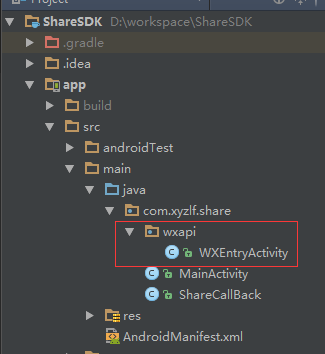 Project
ShareSDK D:\workspace\ShareSDK
.gradle
.idea
app
build
src
androidTest
main
java
com.xyzlf.share
wxapi
WXEntryActivity
MainActivity
ShareCallBack
res
AndroidManifest.xml